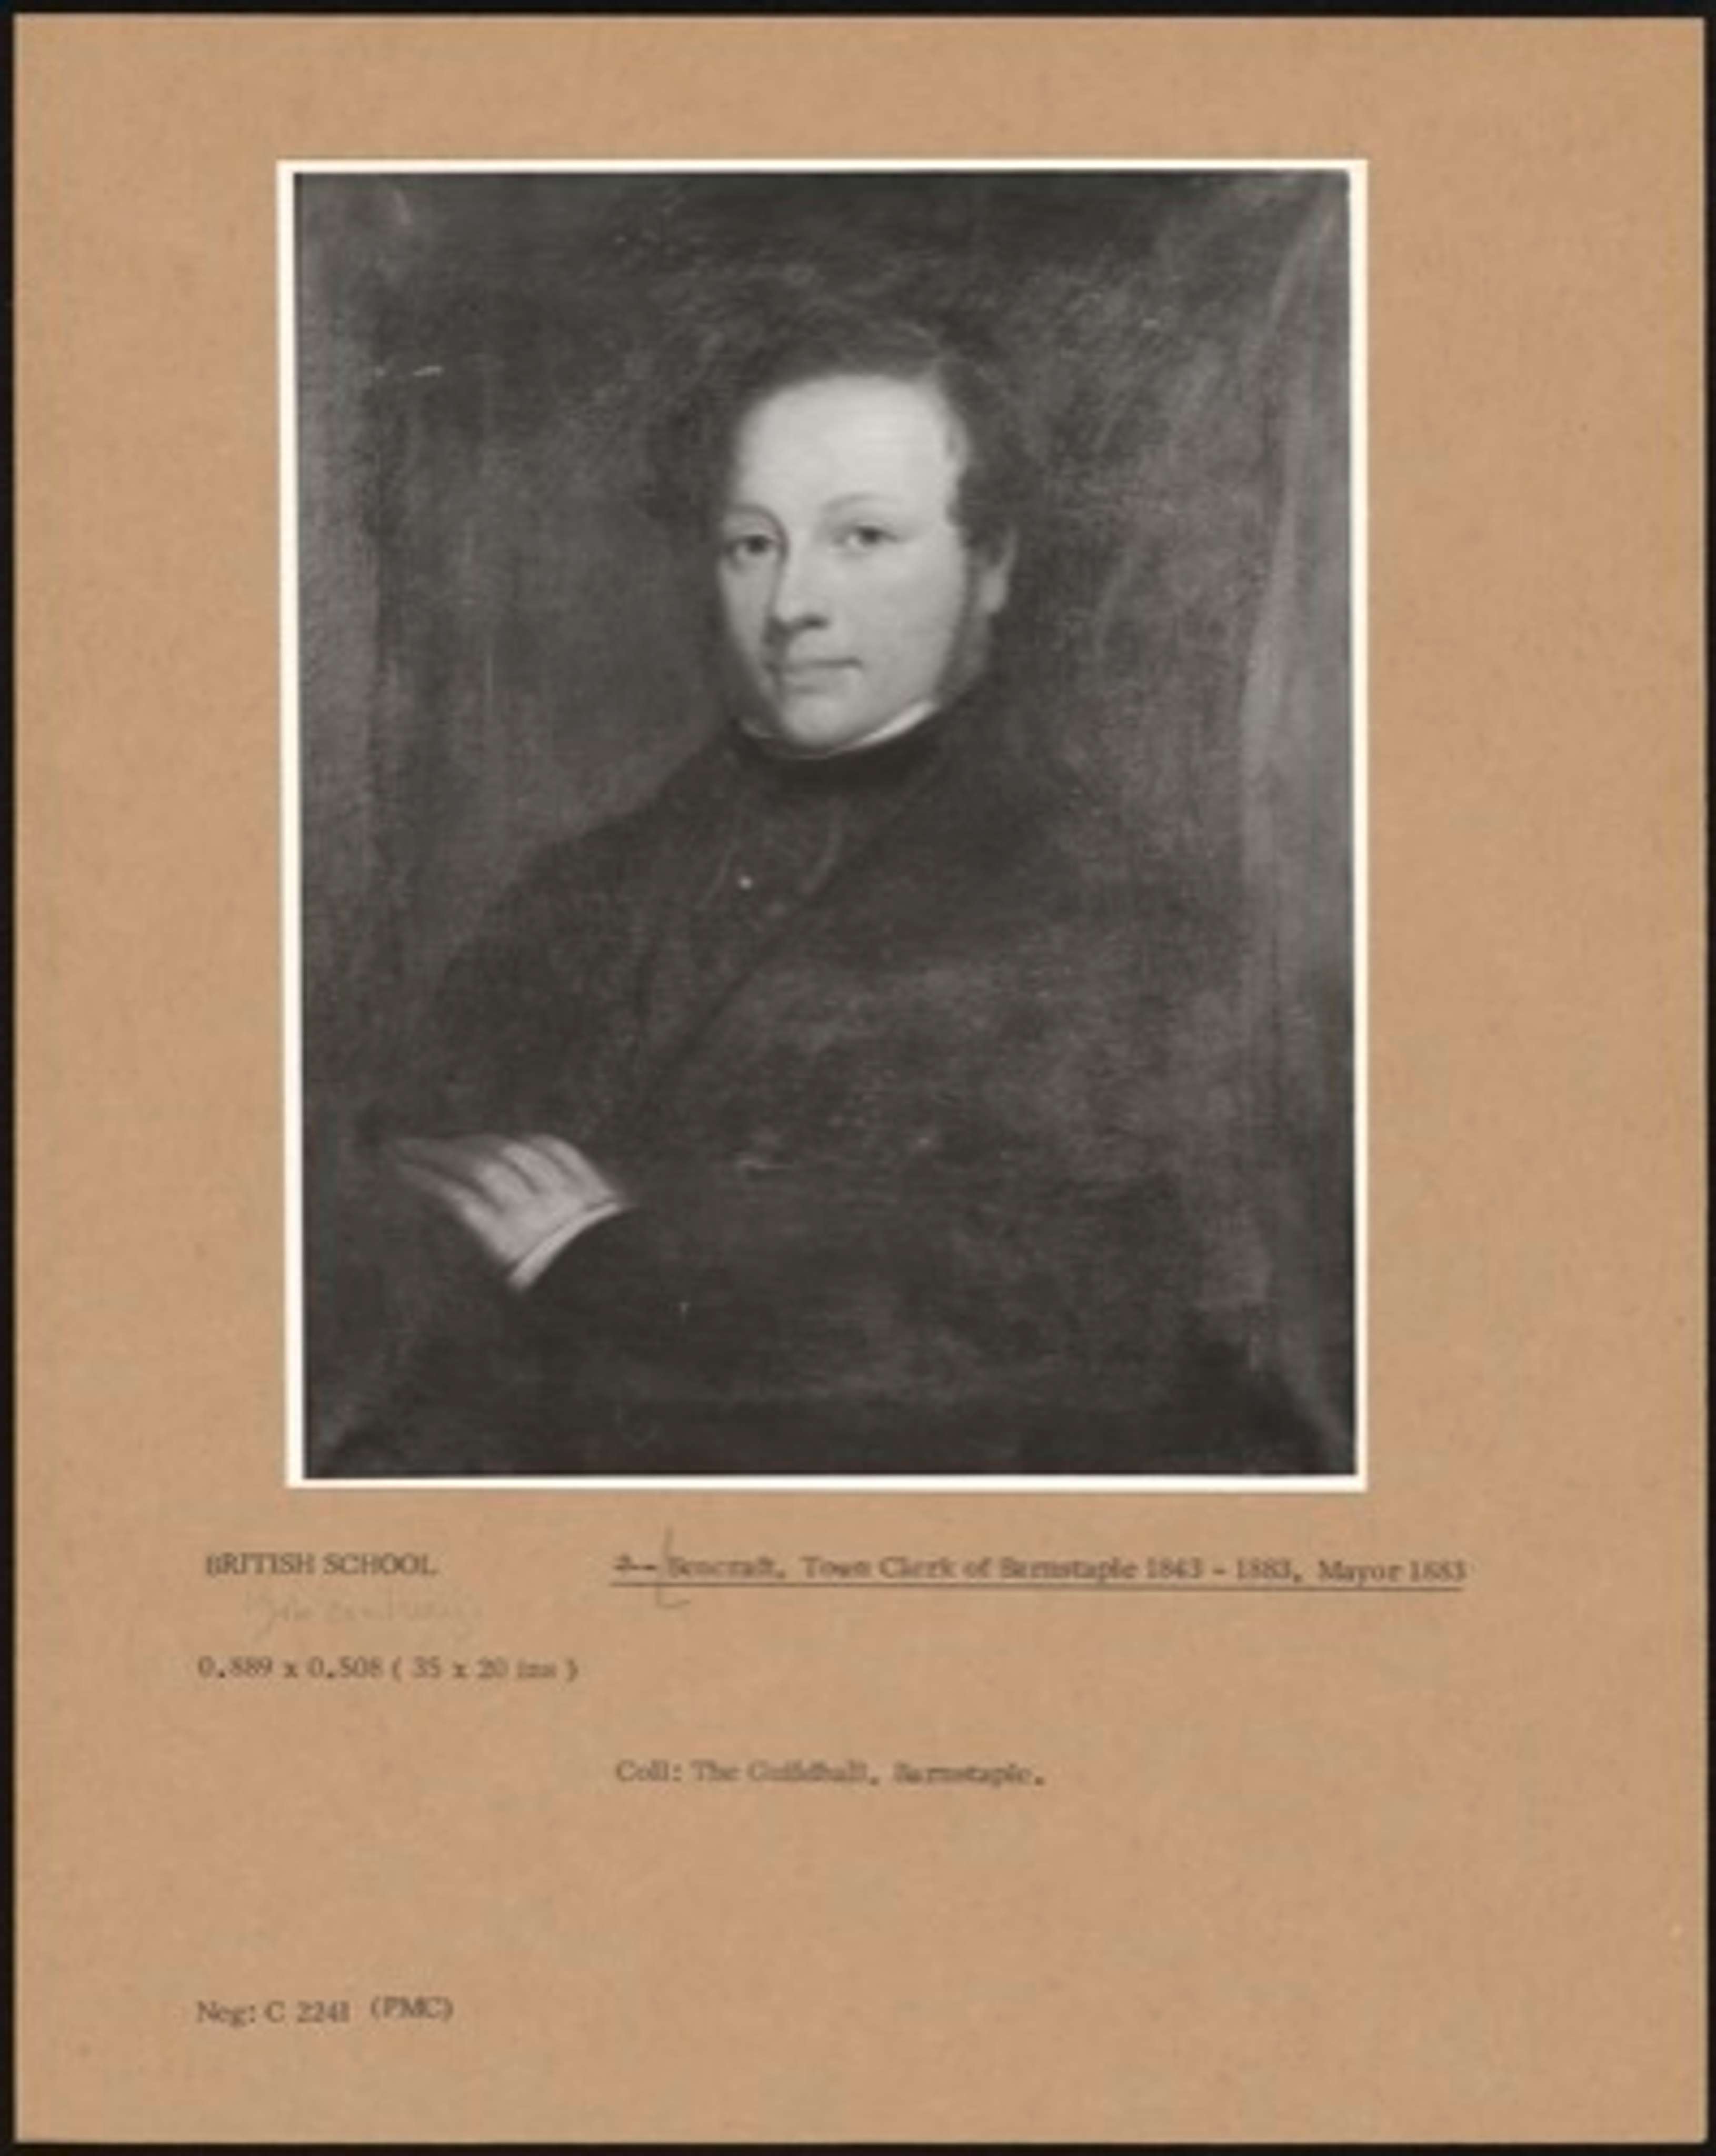 BRITISH SCHOOL
Bencraft, Town Clerk of Barnstaple 1843 - 1883, Mayor 1883
0.889 x 0.508 ( 35 x 20 ins )
Coll: The Guildhall, Barnstaple.
Neg: C 2241 (PMC)